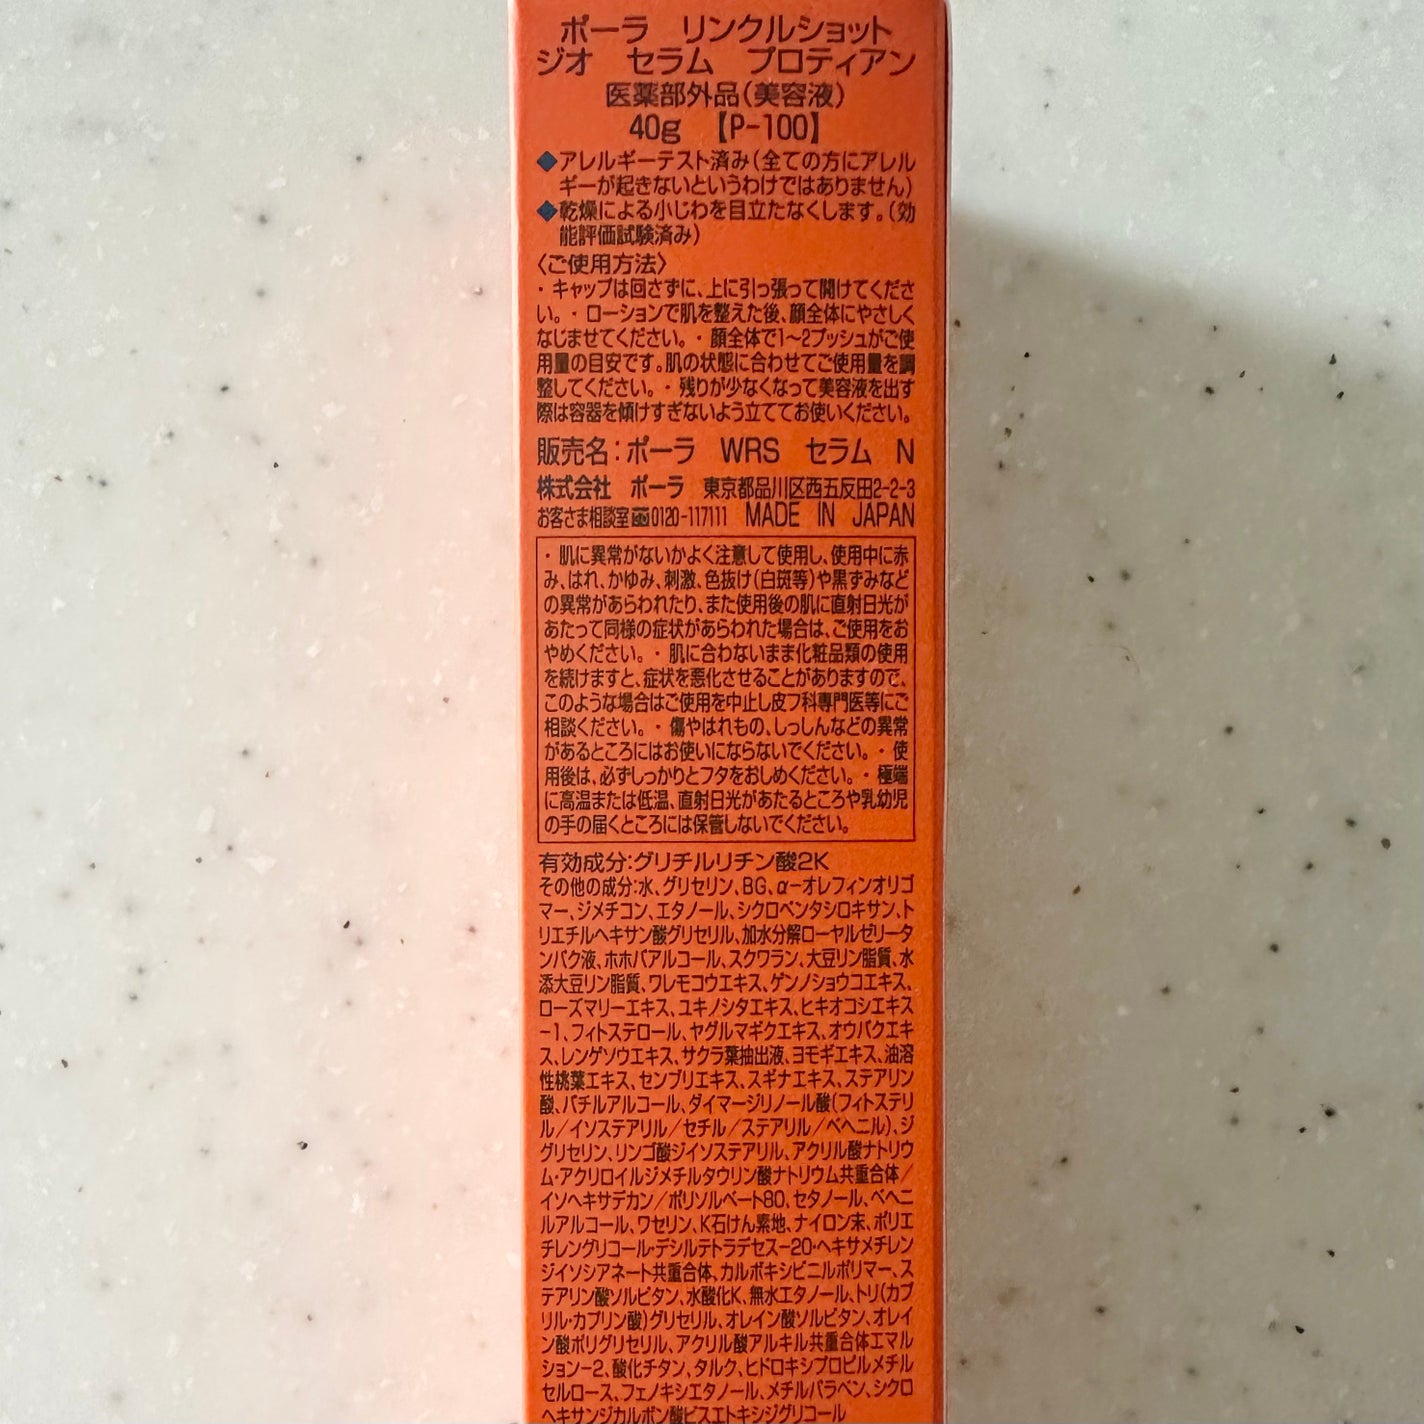 ポーラ リンクルショット
ジオ セラム プロティアン
医薬部外品(美容液)
40g 【P-100】
◆アレルギーテスト済み(全ての方にアレル
ギーが起きないというわけではありません)
◆乾燥による小じわを目立たなくします。(効
能評価試験済み)
〈ご使用方法〉
・キャップは回さずに、上に引っ張って開けてくださ
い。・ローションで肌を整えた後、顔全体にやさしく
なじませてください。・顔全体で1~2プッシュがご使
用量の目安です。肌の状態に合わせてご使用量を調
整してください。・残りが少なくなって美容液を出す
際は容器を傾けすぎないよう立ててお使いください。
販売名:ポーラ WRS セラム N
株式会社 ポーラ 東京都品川区西五反田2-2-3
お客さま相談室 0120-117111 MADE IN JAPAN
・肌に異常がないかよく注意して使用し、使用中に赤
み、はれ、かゆみ、刺激、色抜け(白斑等)や黒ずみなど
の異常があらわれたり、また使用後の肌に直射日光が
あたって同様の症状があらわれた場合は、ご使用をお
やめください。・肌に合わないまま化粧品類の使用
を続けますと、症状を悪化させることがありますので、
このような場合はご使用を中止し皮フ科専門医等にご
相談ください。・傷やはれもの、しっしんなどの異常
があるところにはお使いにならないでください。・使
用後は、必ずしっかりとフタをおしめください。・極端
に高温または低温、直射日光があたるところや乳幼児
の手の届くところには保管しないでください。
有効成分:グリチルリチン酸2K
その他の成分:水、グリセリン、BG、α-オレフィンオリゴ
マー、ジメチコン、エタノール、シクロペンタシロキサン、ト
リエチルヘキサン酸グリセリル、加水分解ローヤルゼリータ
ンパク液、ホホバアルコール、スクワラン、大豆リン脂質、水
添大豆リン脂質、ワレモコウエキス、ゲンノショウコエキス、
ローズマリーエキス、ユキノシタエキス、ヒキオコシエキス
-1、フィトステロール、ヤグルマギクエキス、オウバクエキ
ス、レンゲソウエキス、サクラ葉抽出液、ヨモギエキス、油溶
性桃葉エキス、センブリエキス、スギナエキス、ステアリン
酸、バチルアルコール、ダイマージリノール酸(フィトステリ
ル/イソステアリル/セチル/ステアリル/ベヘニル)、ジ
グリセリン、リンゴ酸ジイソステアリル、アクリル酸ナトリウ
ム・アクリロイルジメチルタウリン酸ナトリウム共重合体/
イソヘキサデカン/ポリソルベート80、セタノール、ベヘニ
ルアルコール、ワセリン、K石けん素地、ナイロン末、ポリエ
チレングリコール・デシルテトラデセス-20・ヘキサメチレン
ジイソシアネート共重合体、カルボキシビニルポリマー、ス
テアリン酸ソルビタン、水酸化K、無水エタノール、トリ(カプ
リル・カプリン酸)グリセリル、オレイン酸ソルビタン、オレイ
ン酸ポリグリセリル、アクリル酸アルキル共重合体エマル
ション-2、酸化チタン、タルク、ヒドロキシプロピルメチル
セルロース、フェノキシエタノール、メチルパラベン、シクロ
ヘキサンジカルボン酸ビスエトキシジグリコール